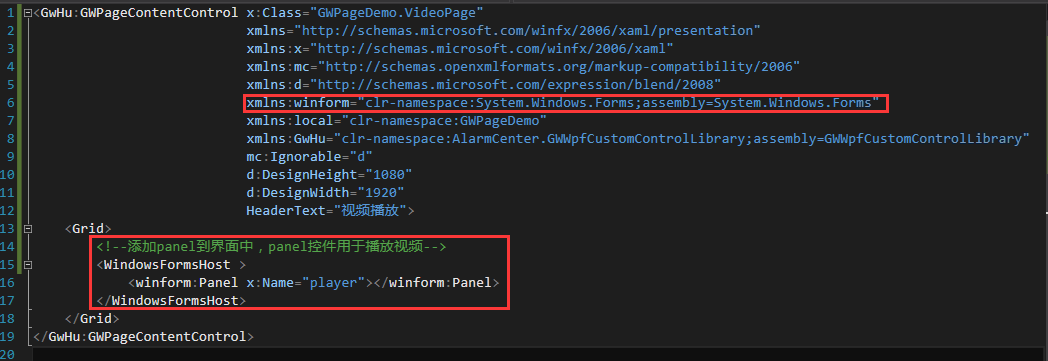 1 <GwHu:GWPageContentControl x:Class="GWPageDemo.VideoPage"
2 xmlns="http://schemas.microsoft.com/winfx/2006/xaml/presentation"
3 xmlns:x="http://schemas.microsoft.com/winfx/2006/xaml"
4 xmlns:mc="http://schemas.openxmlformats.org/markup-compatibility/2006"
5 xmlns:d="http://schemas.microsoft.com/expression/blend/2008"
6 xmlns:winform="clr-namespace:System.Windows.Forms;assembly=System.Windows.Forms"
7 xmlns:local="clr-namespace:GWPageDemo"
8 xmlns:GwHu="clr-namespace:AlarmCenter.GWWpfCustomControlLibrary;assembly=GWWpfCustomControlLibrary"
9 mc:Ignorable="d"
10 d:DesignHeight="1080"
11 d:DesignWidth="1920"
12 HeaderText="视频播放">
13 <Grid>
14 <!--添加panel到界面中，panel控件用于播放视频-->
15 <WindowsFormsHost >
16 <winform:Panel x:Name="player"></winform:Panel>
17 </WindowsFormsHost>
18 </Grid>
19 </GwHu:GWPageContentControl>
20